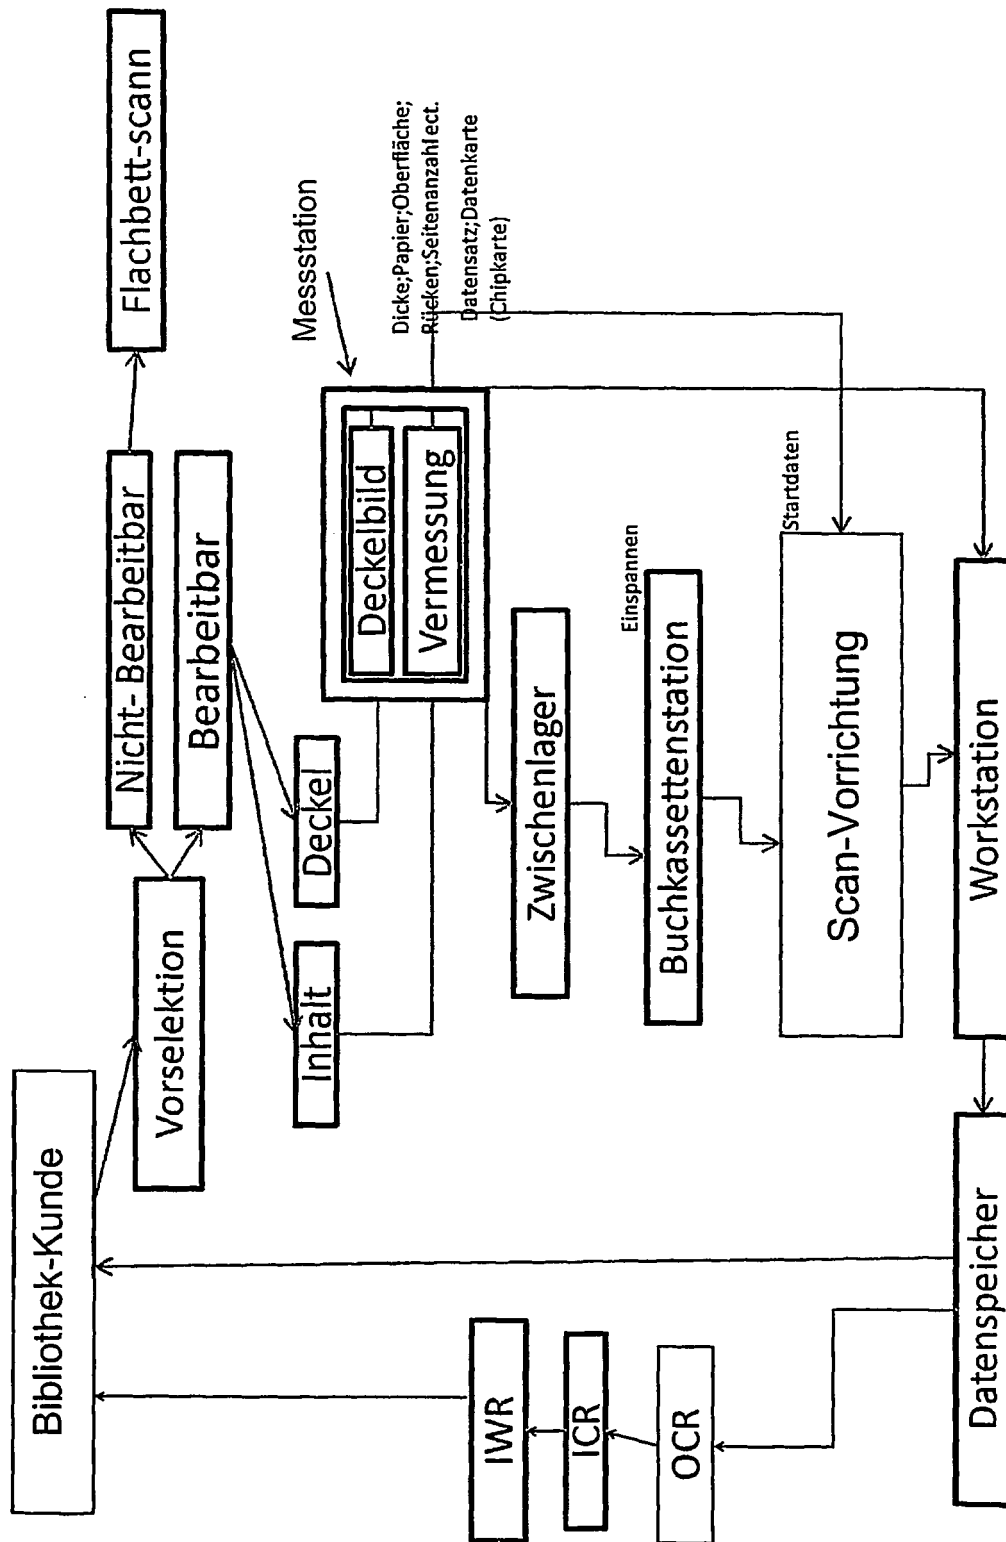 Bibliothek-Kunde
Vorselektion
Nicht- Bearbeitbar
Flachbett-scann
Bearbeitbar
Inhalt
Deckel
Messstation
Deckelbild
Vermessung
Dicke;Papier;Oberfläche;
Rücken;Seitenanzahl ect.
Datensatz;Datenkarte
(Chipkarte)
Zwischenlager
Einspannen
Buchkassettenstation
Startdaten
Scan-Vorrichtung
Workstation
Datenspeicher
OCR
ICR
IWR